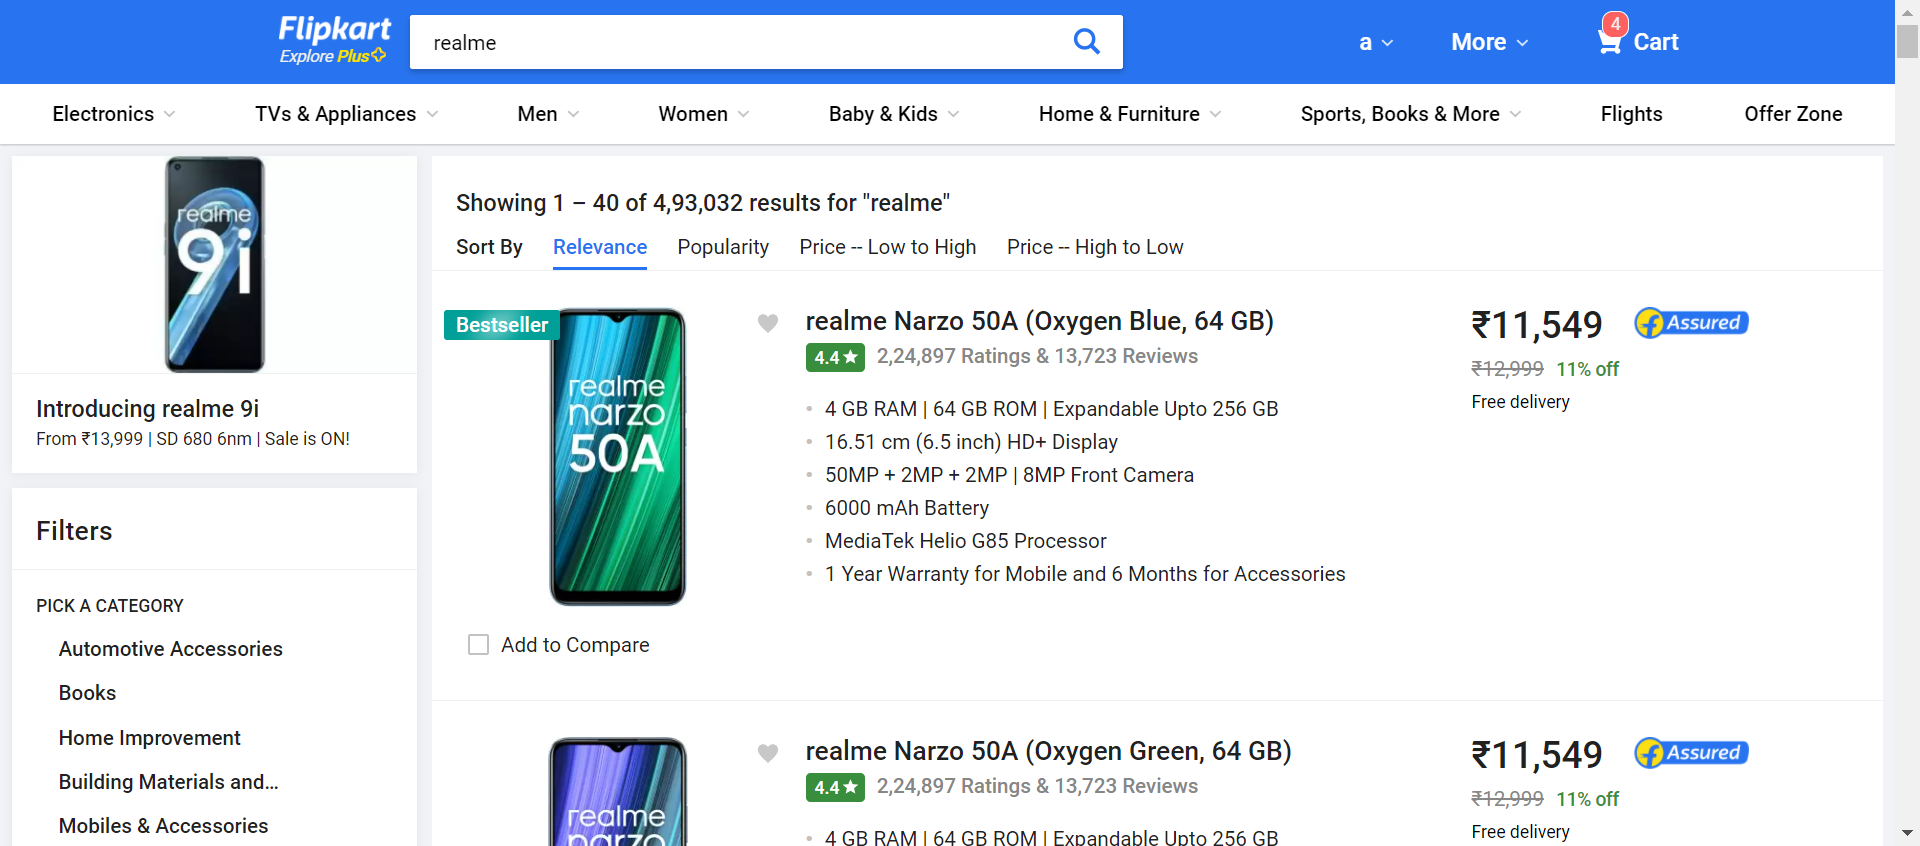 Flipkart
Explore Plus
realme
a
More
4
Cart
Electronics
TVs & Appliances
Men
Women
Baby & Kids
Home & Furniture
Sports, Books & More
Flights
Offer Zone
realme
9i
Introducing realme 9i
From ₹13,999 | SD 680 6nm | Sale is ON!
Filters
PICK A CATEGORY
Automotive Accessories
Books
Home Improvement
Building Materials and...
Mobiles & Accessories
Showing 1 – 40 of 4,93,032 results for "realme"
Sort By
Relevance
Popularity
Price -- Low to High
Price -- High to Low
Bestseller
realme
narzo
50A
Add to Compare
realme Narzo 50A (Oxygen Blue, 64 GB)
4.4★ 2,24,897 Ratings & 13,723 Reviews
• 4 GB RAM | 64 GB ROM | Expandable Upto 256 GB
• 16.51 cm (6.5 inch) HD+ Display
• 50MP + 2MP + 2MP | 8MP Front Camera
• 6000 mAh Battery
• MediaTek Helio G85 Processor
• 1 Year Warranty for Mobile and 6 Months for Accessories
₹11,549
Assured
₹12,999 11% off
Free delivery
realme
narzo
realme Narzo 50A (Oxygen Green, 64 GB)
4.4★ 2,24,897 Ratings & 13,723 Reviews
• 4 GB RAM | 64 GB ROM | Expandable Upto 256 GB
₹11,549
Assured
₹12,999 11% off
Free delivery